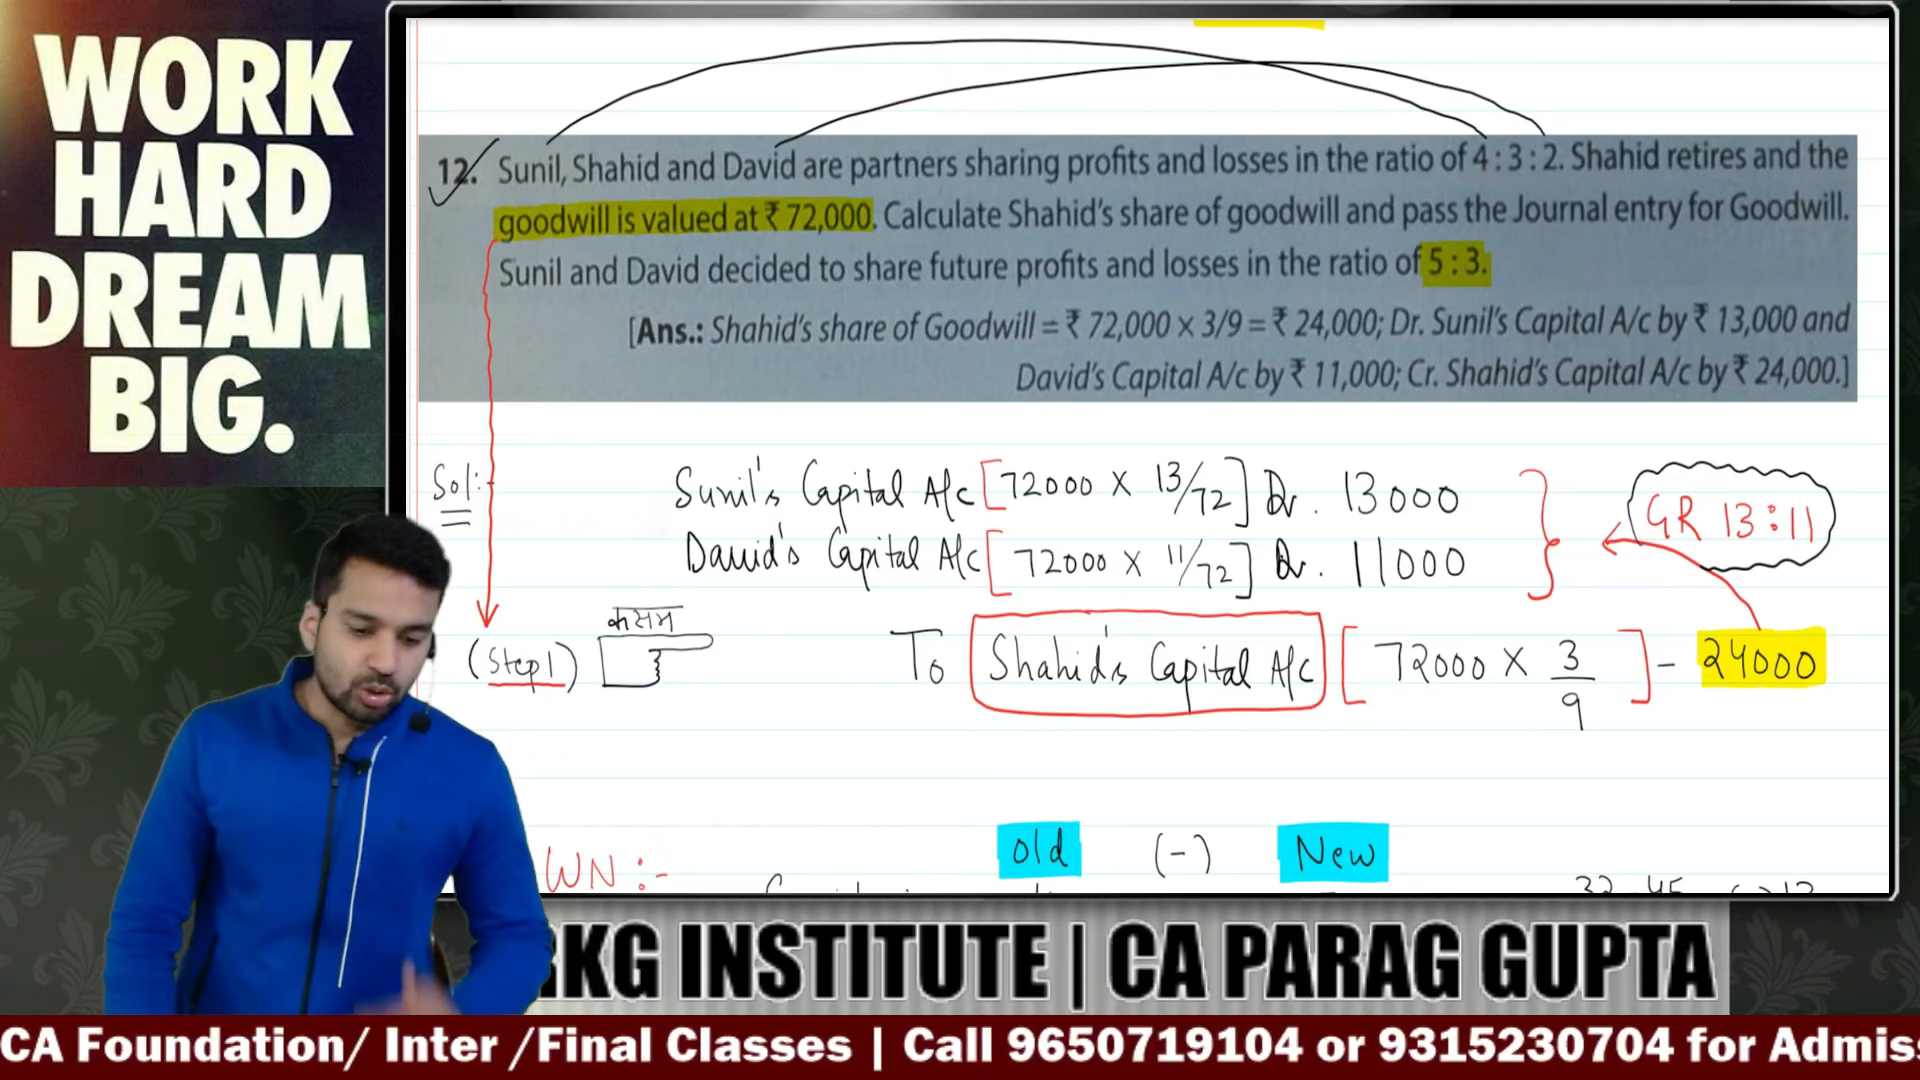 WORK
HARD
DREAM
BIG.
12. Sunil, Shahid and David are partners sharing profits and losses in the ratio of 4 : 3 : 2. Shahid retires and the
goodwill is valued at ₹ 72,000. Calculate Shahid's share of goodwill and pass the Journal entry for Goodwill.
Sunil and David decided to share future profits and losses in the ratio of 5 : 3.
[Ans.: Shahid's share of Goodwill = ₹ 72,000 × 3/9 = ₹ 24,000; Dr. Sunil's Capital A/c by ₹ 13,000 and
David's Capital A/c by ₹ 11,000; Cr. Shahid's Capital A/c by ₹ 24,000.]
Sol:-
Sunil's Capital A/c [72000 X 13/72] Dr. 13000
David's Capital A/c [72000 x 11/72] Dr. 11000
GR 13:11
(Step1) कसम
To Shahid's Capital A/c [72000 X 3/9] - 24000
WN :- old (-) New
RKG INSTITUTE | CA PARAG GUPTA
CA Foundation/ Inter /Final Classes | Call 9650719104 or 9315230704 for Admis